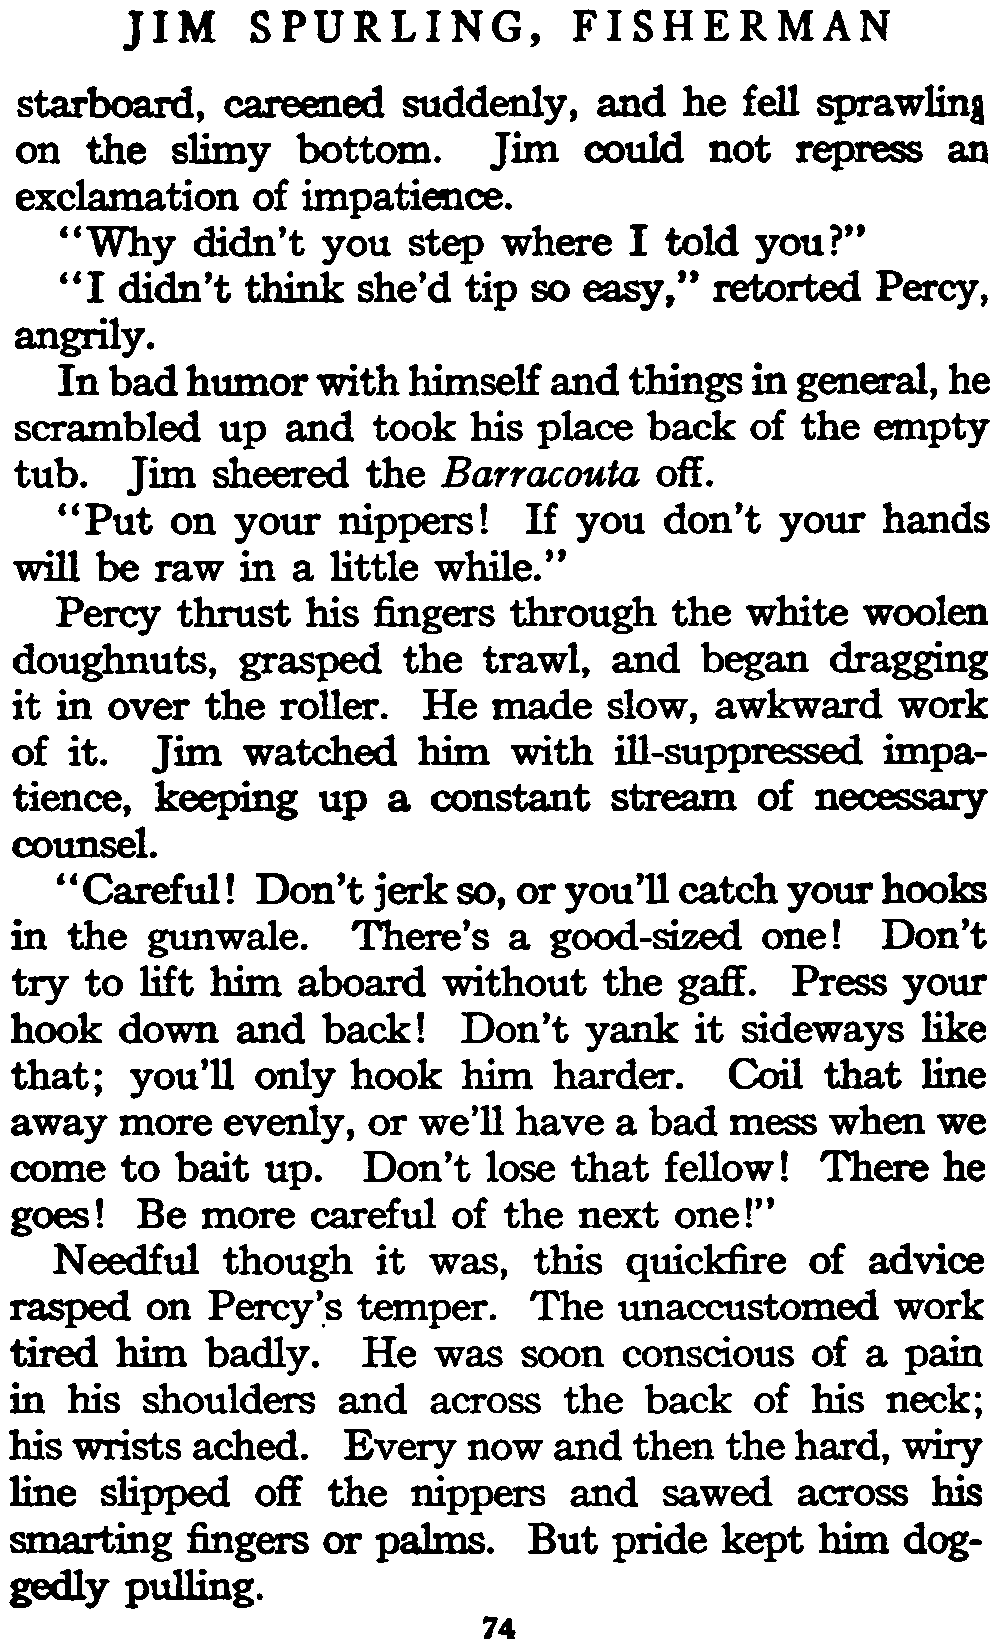 JIM SPURLING, FISHERMAN
starboard, careened suddenly, and he fell sprawling
on the slimy bottom. Jim could not repress an
exclamation of impatience.
"Why didn't you step where I told you?"
"I didn't think she'd tip so easy," retorted Percy,
angrily.
In bad humor with himself and things in general, he
scrambled up and took his place back of the empty
tub. Jim sheered the Barracouta off.
"Put on your nippers! If you don't your hands
will be raw in a little while."
Percy thrust his fingers through the white woolen
doughnuts, grasped the trawl, and began dragging
it in over the roller. He made slow, awkward work
of it. Jim watched him with ill-suppressed impa-
tience, keeping up a constant stream of necessary
counsel.
"Careful! Don't jerk so, or you'll catch your hooks
in the gunwale. There's a good-sized one! Don't
try to lift him aboard without the gaff. Press your
hook down and back! Don't yank it sideways like
that; you'll only hook him harder. Coil that line
away more evenly, or we'll have a bad mess when we
come to bait up. Don't lose that fellow! There he
goes! Be more careful of the next one!"
Needful though it was, this quickfire of advice
rasped on Percy's temper. The unaccustomed work
tired him badly. He was soon conscious of a pain
in his shoulders and across the back of his neck;
his wrists ached. Every now and then the hard, wiry
line slipped off the nippers and sawed across his
smarting fingers or palms. But pride kept him dog-
gedly pulling.
74